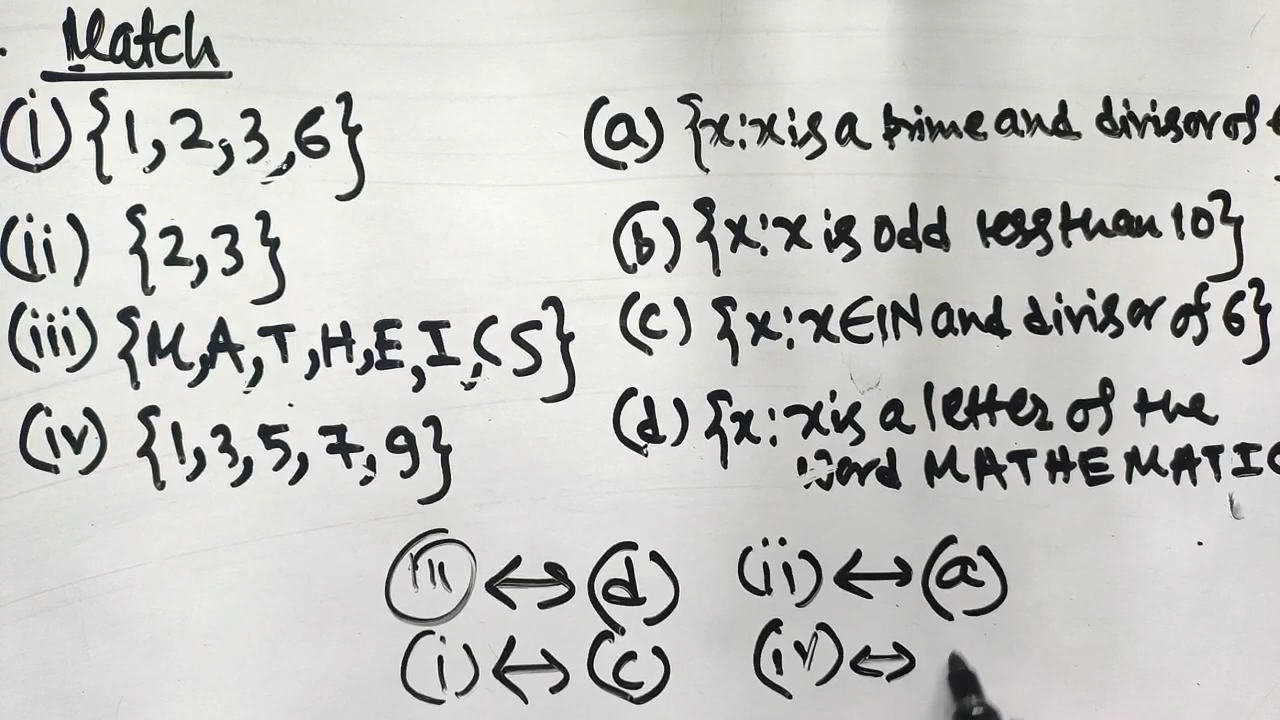 Match
(i) {1,2,3,6} (a) {x:x is a prime and divisor of
(ii) {2,3} (b) {x:x is odd less than 10}
(iii) {M,A,T,H,E,I,C S} (c) {x:x∈IN and divisor of 6}
(iv) {1,3,5,7,9} (d) {x:x is a letter of the
word MATHEMATIC
iii ↔ (d) (ii) ↔ (a)
(i) ↔ (c) (iv) ↔